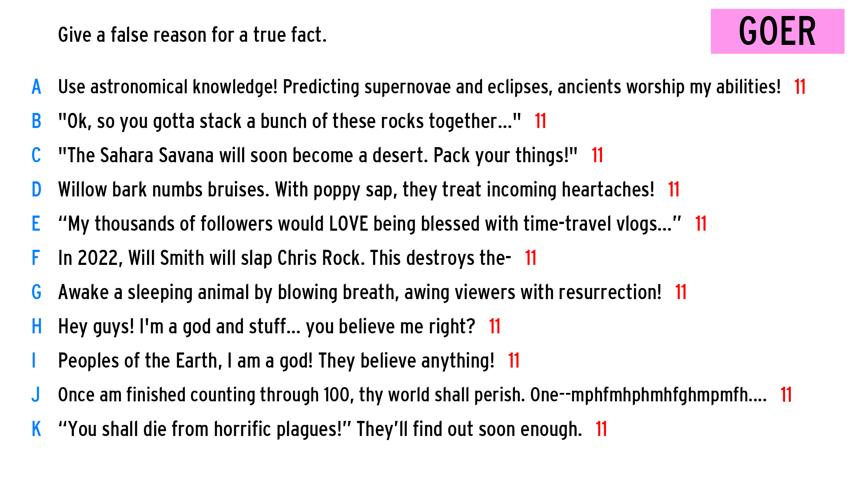 Give a false reason for a true fact.
GOER
A Use astronomical knowledge! Predicting supernovae and eclipses, ancients worship my abilities! 11
B "Ok, so you gotta stack a bunch of these rocks together..." 11
C "The Sahara Savana will soon become a desert. Pack your things!" 11
D Willow bark numbs bruises. With poppy sap, they treat incoming heartaches! 11
E “My thousands of followers would LOVE being blessed with time-travel vlogs...” 11
F In 2022, Will Smith will slap Chris Rock. This destroys the- 11
G Awake a sleeping animal by blowing breath, awing viewers with resurrection! 11
H Hey guys! I'm a god and stuff... you believe me right? 11
I Peoples of the Earth, I am a god! They believe anything! 11
J Once am finished counting through 100, thy world shall perish. One--mphfmhphmhfghmpmfh.... 11
K “You shall die from horrific plagues!” They’ll find out soon enough. 11